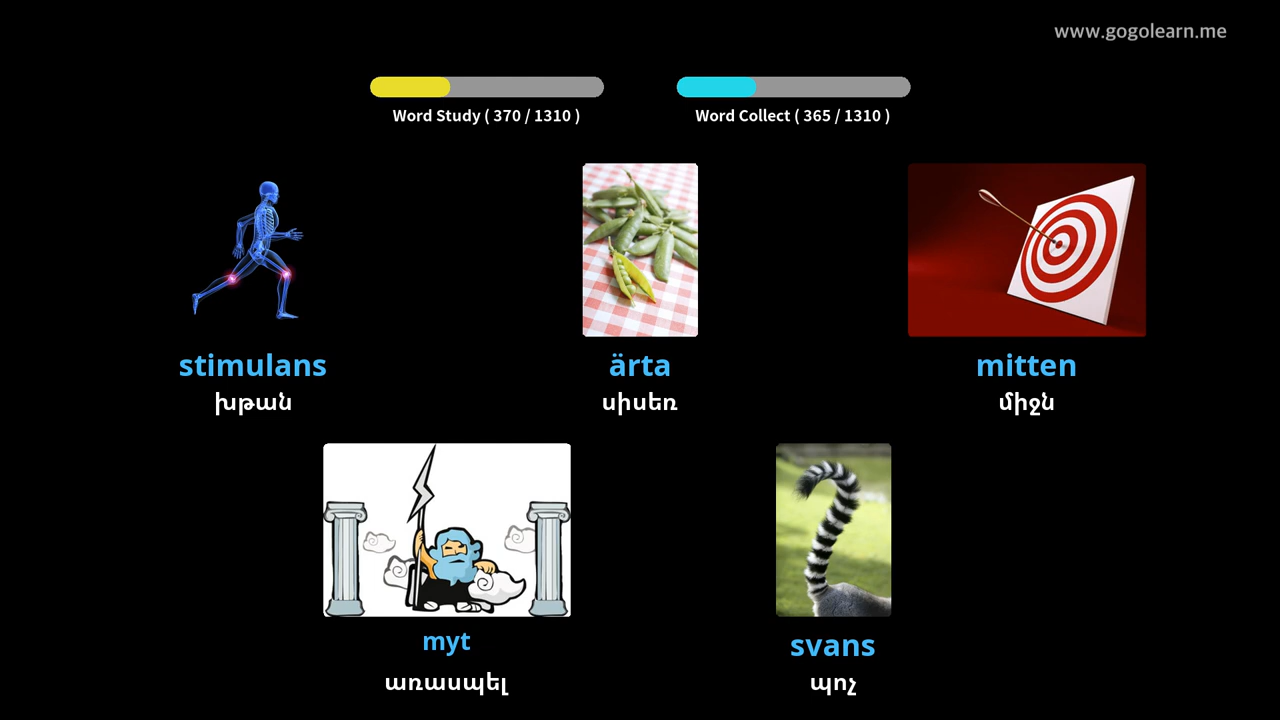 www.gogolearn.me
Word Study ( 370 / 1310 )
Word Collect ( 365 / 1310 )
stimulans
խթան
ärta
սիսեռ
mitten
միջն
myt
առասպել
svans
պոչ